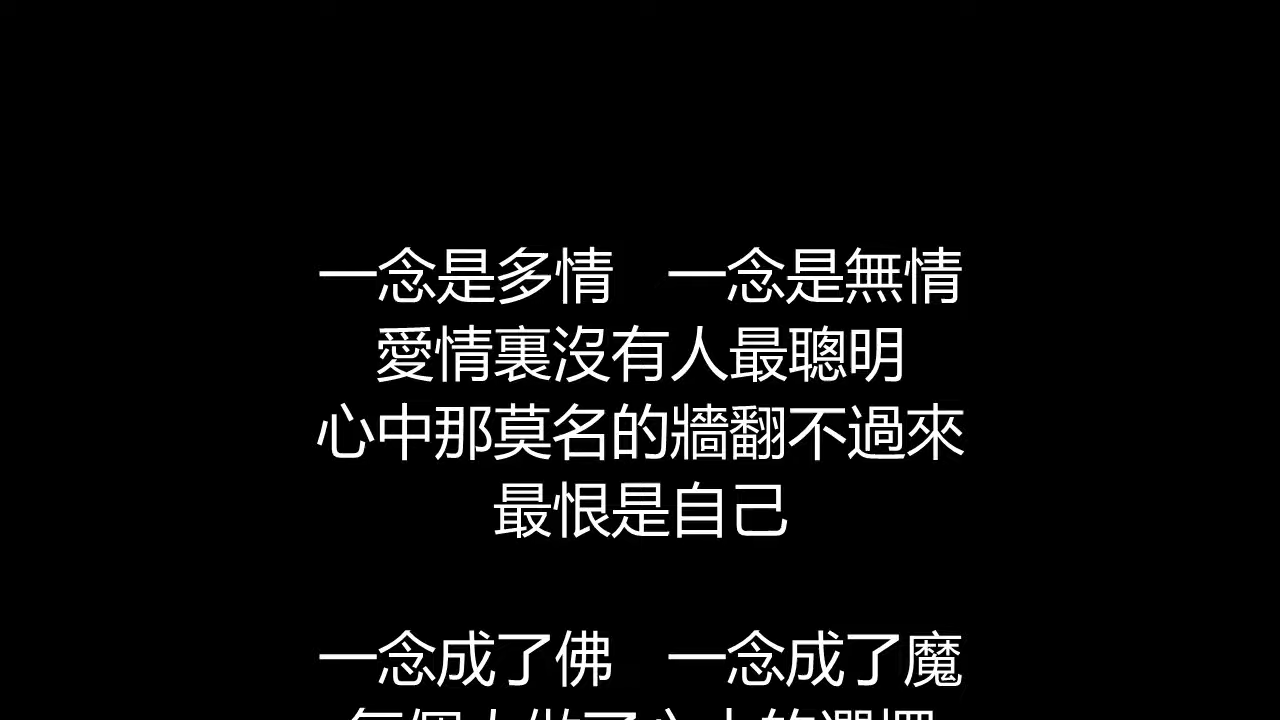 一念是多情 一念是無情
愛情裏沒有人最聰明
心中那莫名的牆翻不過來
最恨是自己
一念成了佛 一念成了魔